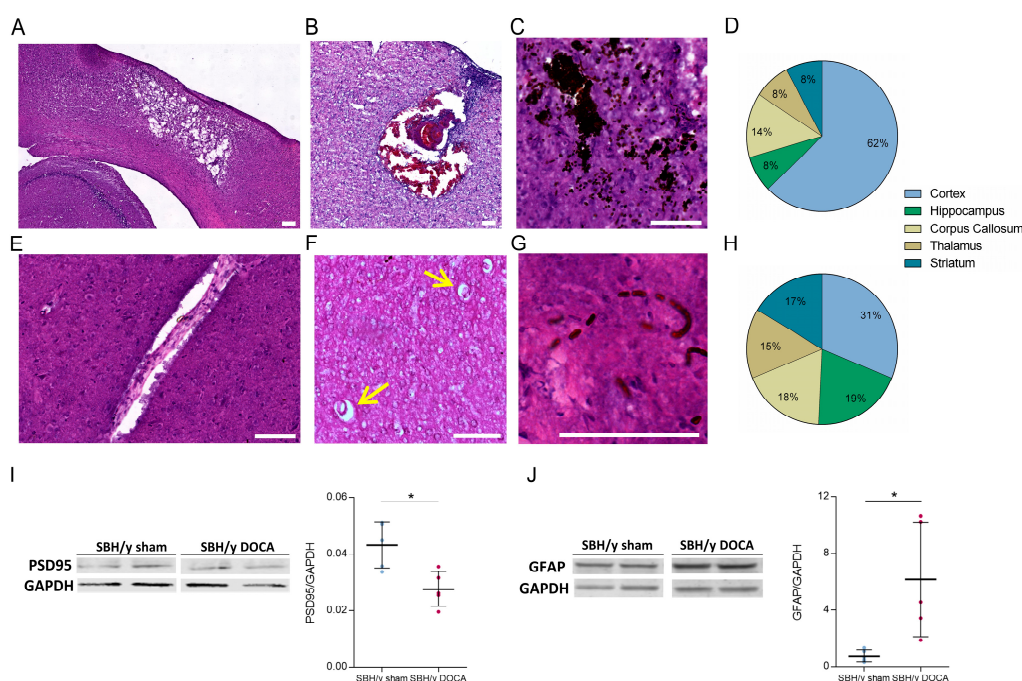 A
B
C
D
8%
8%
14%
8%
62%
Cortex
Hippocampus
Corpus Callosum
Thalamus
Striatum
E
F
G
H
17%
31%
15%
18%
19%
I
SBH/y sham SBH/y DOCA
PSD95
GAPDH
PSD95/GAPDH
0.06
0.04
0.02
0.00
*
SBH/y sham SBH/y DOCA
J
SBH/y sham SBH/y DOCA
GFAP
GAPDH
GFAP/GAPDH
12
8
4
0
*
SBH/y sham SBH/y DOCA